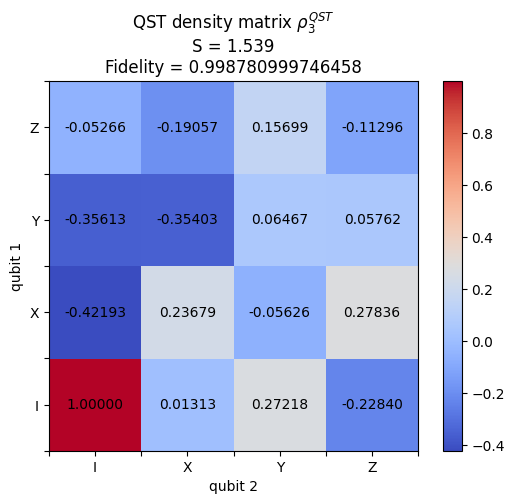 QST density matrix ρ₃^{QST}
S = 1.539
Fidelity = 0.998780999746458
Z -0.05266 -0.19057 0.15699 -0.11296
Y -0.35613 -0.35403 0.06467 0.05762
X -0.42193 0.23679 -0.05626 0.27836
I 1.00000 0.01313 0.27218 -0.22840
I X Y Z
qubit 2
qubit 1
0.8
0.6
0.4
0.2
0.0
−0.2
−0.4